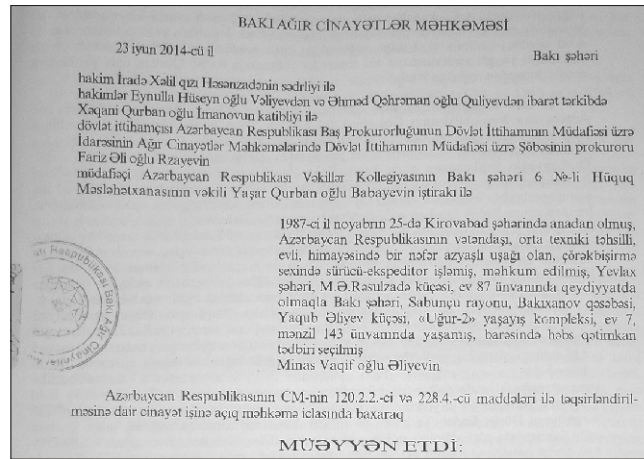 BAKI AĞIR CİNAYƏTLƏR MƏHKƏMƏSİ
23 iyun 2014-cü il
Bakı şəhəri
hakim İradə Xəlil qızı Həsənzadənin sədrliyi ilə
hakimlər Eynulla Hüseyn oğlu Vəliyevdən və Əhməd Qəhrəman oğlu Quliyevdən ibarət tərkibdə
Xəqani Qurban oğlu İmanovun katibliyi ilə
dövlət ittihamçısı Azərbaycan Respublikası Baş Prokurorluğunun Dövlət İttihamının Müdafiəsi üzrə
İdarəsinin Ağır Cinayətlər Məhkəmələrində Dövlət İttihamının Müdafiəsi üzrə Şöbəsinin prokuroru
Fariz Əli oğlu Rzayevin
müdafiəçi Azərbaycan Respublikası Vəkillər Kollegiyasının Bakı şəhəri 6 №-li Hüquq
Məsləhətxanasının vəkili Yaşar Qurban oğlu Babayevin iştirakı ilə
1987-ci il noyabrın 25-də Kirovabad şəhərində anadan olmuş,
Azərbaycan Respublikasının vətəndaşı, orta texniki təhsilli,
evli, himayəsində bir nəfər azyaşlı uşağı olan, çörəkbişirmə
sexində sürücü-ekspeditor işləmiş, məhkum edilmiş, Yevlax
şəhəri, M.Ə.Rəsulzadə küçəsi, ev 87 ünvanında qeydiyyatda
olmaqla Bakı şəhəri, Sabunçu rayonu, Bakıxanov qəsəbəsi,
Yaqub Əliyev küçəsi, «Uğur-2» yaşayış kompleksi, ev 7,
mənzil 143 ünvanında yaşamış, barəsində həbs qətimkan
tədbiri seçilmiş
Minas Vaqif oğlu Əliyevin
Azərbaycan Respublikasının CM-nin 120.2.2.-ci və 228.4.-cü maddələri ilə təqsirləndiril-
məsinə dair cinayət işinə açıq məhkəmə iclasında baxaraq
MÜƏYYƏN ETDİ:
Respublikası Bakı Ağır Cinayətlər